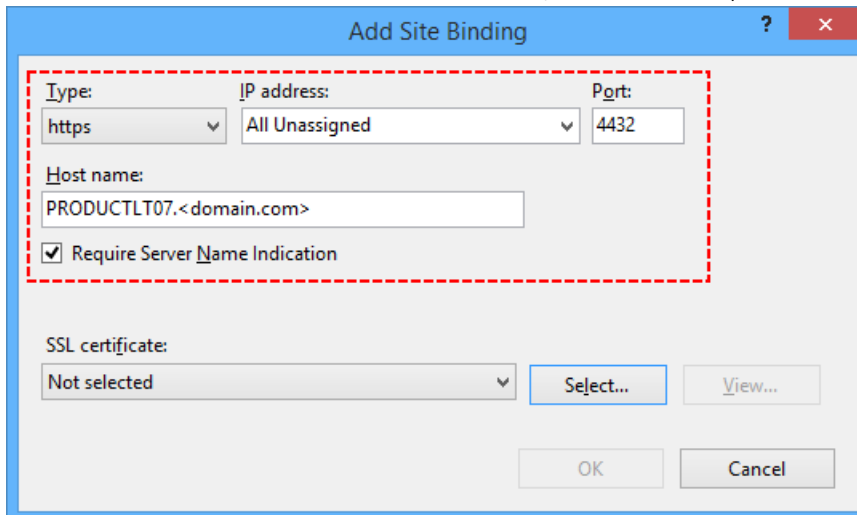 Add Site Binding
? ×
Type: IP address: Port:
https All Unassigned 4432
Host name:
PRODUCTLT07.<domain.com>
Require Server Name Indication
SSL certificate:
Not selected Select... View...
OK Cancel